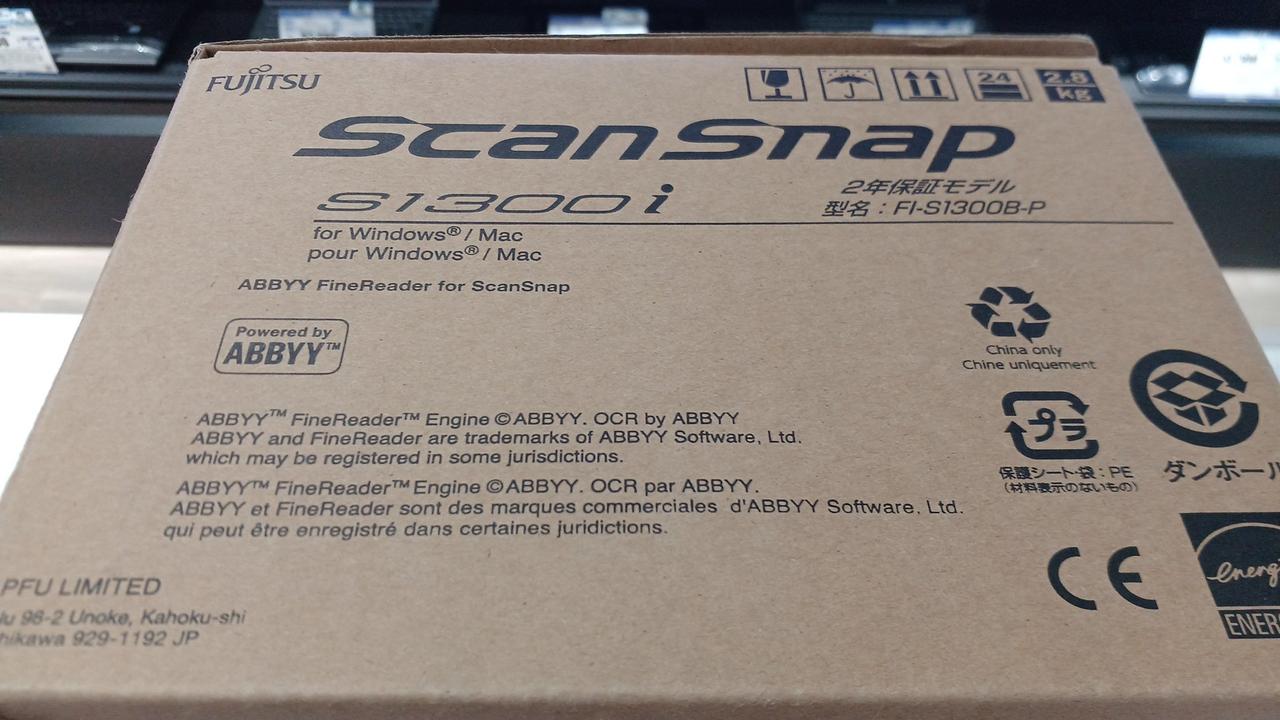 FUJITSU
24
2.8
kg
ScanSnap
S1300i
2年保証モデル
型名：FI-S1300B-P
for Windows® / Mac
pour Windows® / Mac
ABBYY FineReader for ScanSnap
Powered by
ABBYY™
China only
Chine uniquement
ABBYY™ FineReader™ Engine ©ABBYY. OCR by ABBYY
ABBYY and FineReader are trademarks of ABBYY Software, Ltd.
which may be registered in some jurisdictions.
プラ
保護シート・袋：PE
(材料表示のないもの)
ダンボール
ABBYY™ FineReader™ Engine ©ABBYY. OCR par ABBYY.
ABBYY et FineReader sont des marques commerciales d'ABBYY Software, Ltd.
qui peut être enregistré dans certaines juridictions.
CE
energ
ENER
PFU LIMITED
98-2 Unoke, Kahoku-shi
hikawa 929-1192 JP